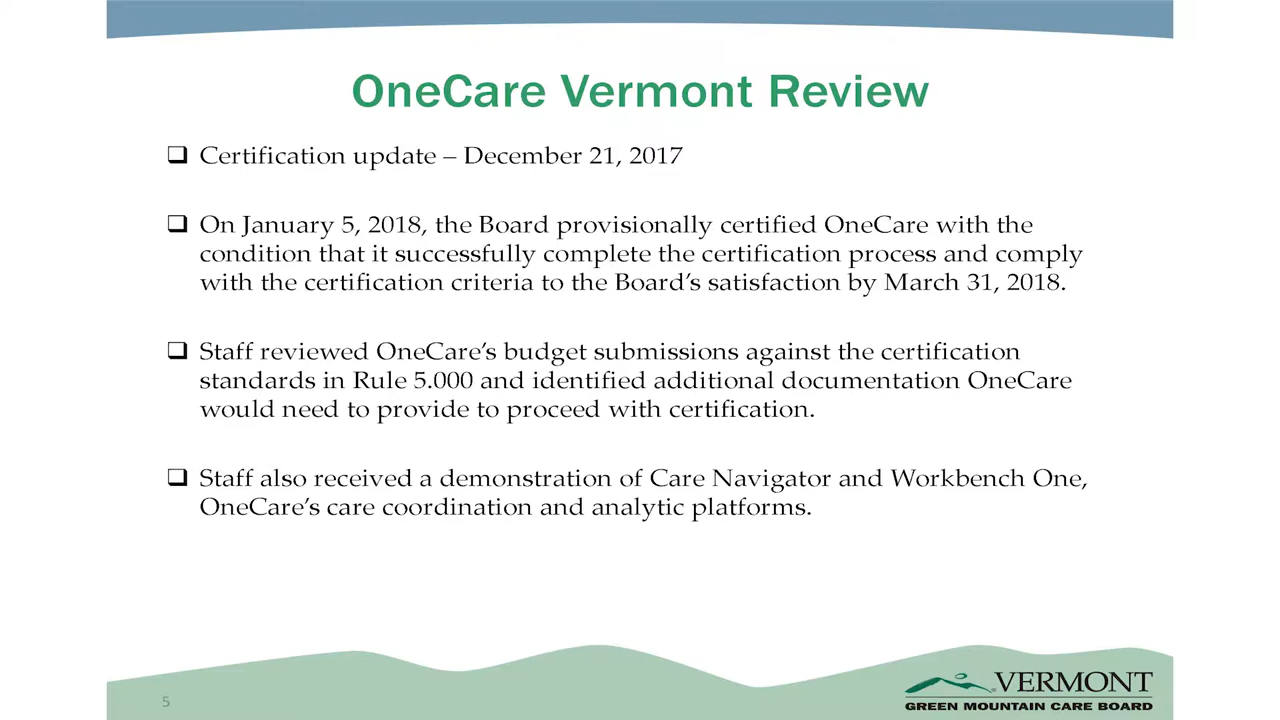 OneCare Vermont Review
❑ Certification update – December 21, 2017
❑ On January 5, 2018, the Board provisionally certified OneCare with the
condition that it successfully complete the certification process and comply
with the certification criteria to the Board’s satisfaction by March 31, 2018.
❑ Staff reviewed OneCare’s budget submissions against the certification
standards in Rule 5.000 and identified additional documentation OneCare
would need to provide to proceed with certification.
❑ Staff also received a demonstration of Care Navigator and Workbench One,
OneCare’s care coordination and analytic platforms.
5
VERMONT
GREEN MOUNTAIN CARE BOARD